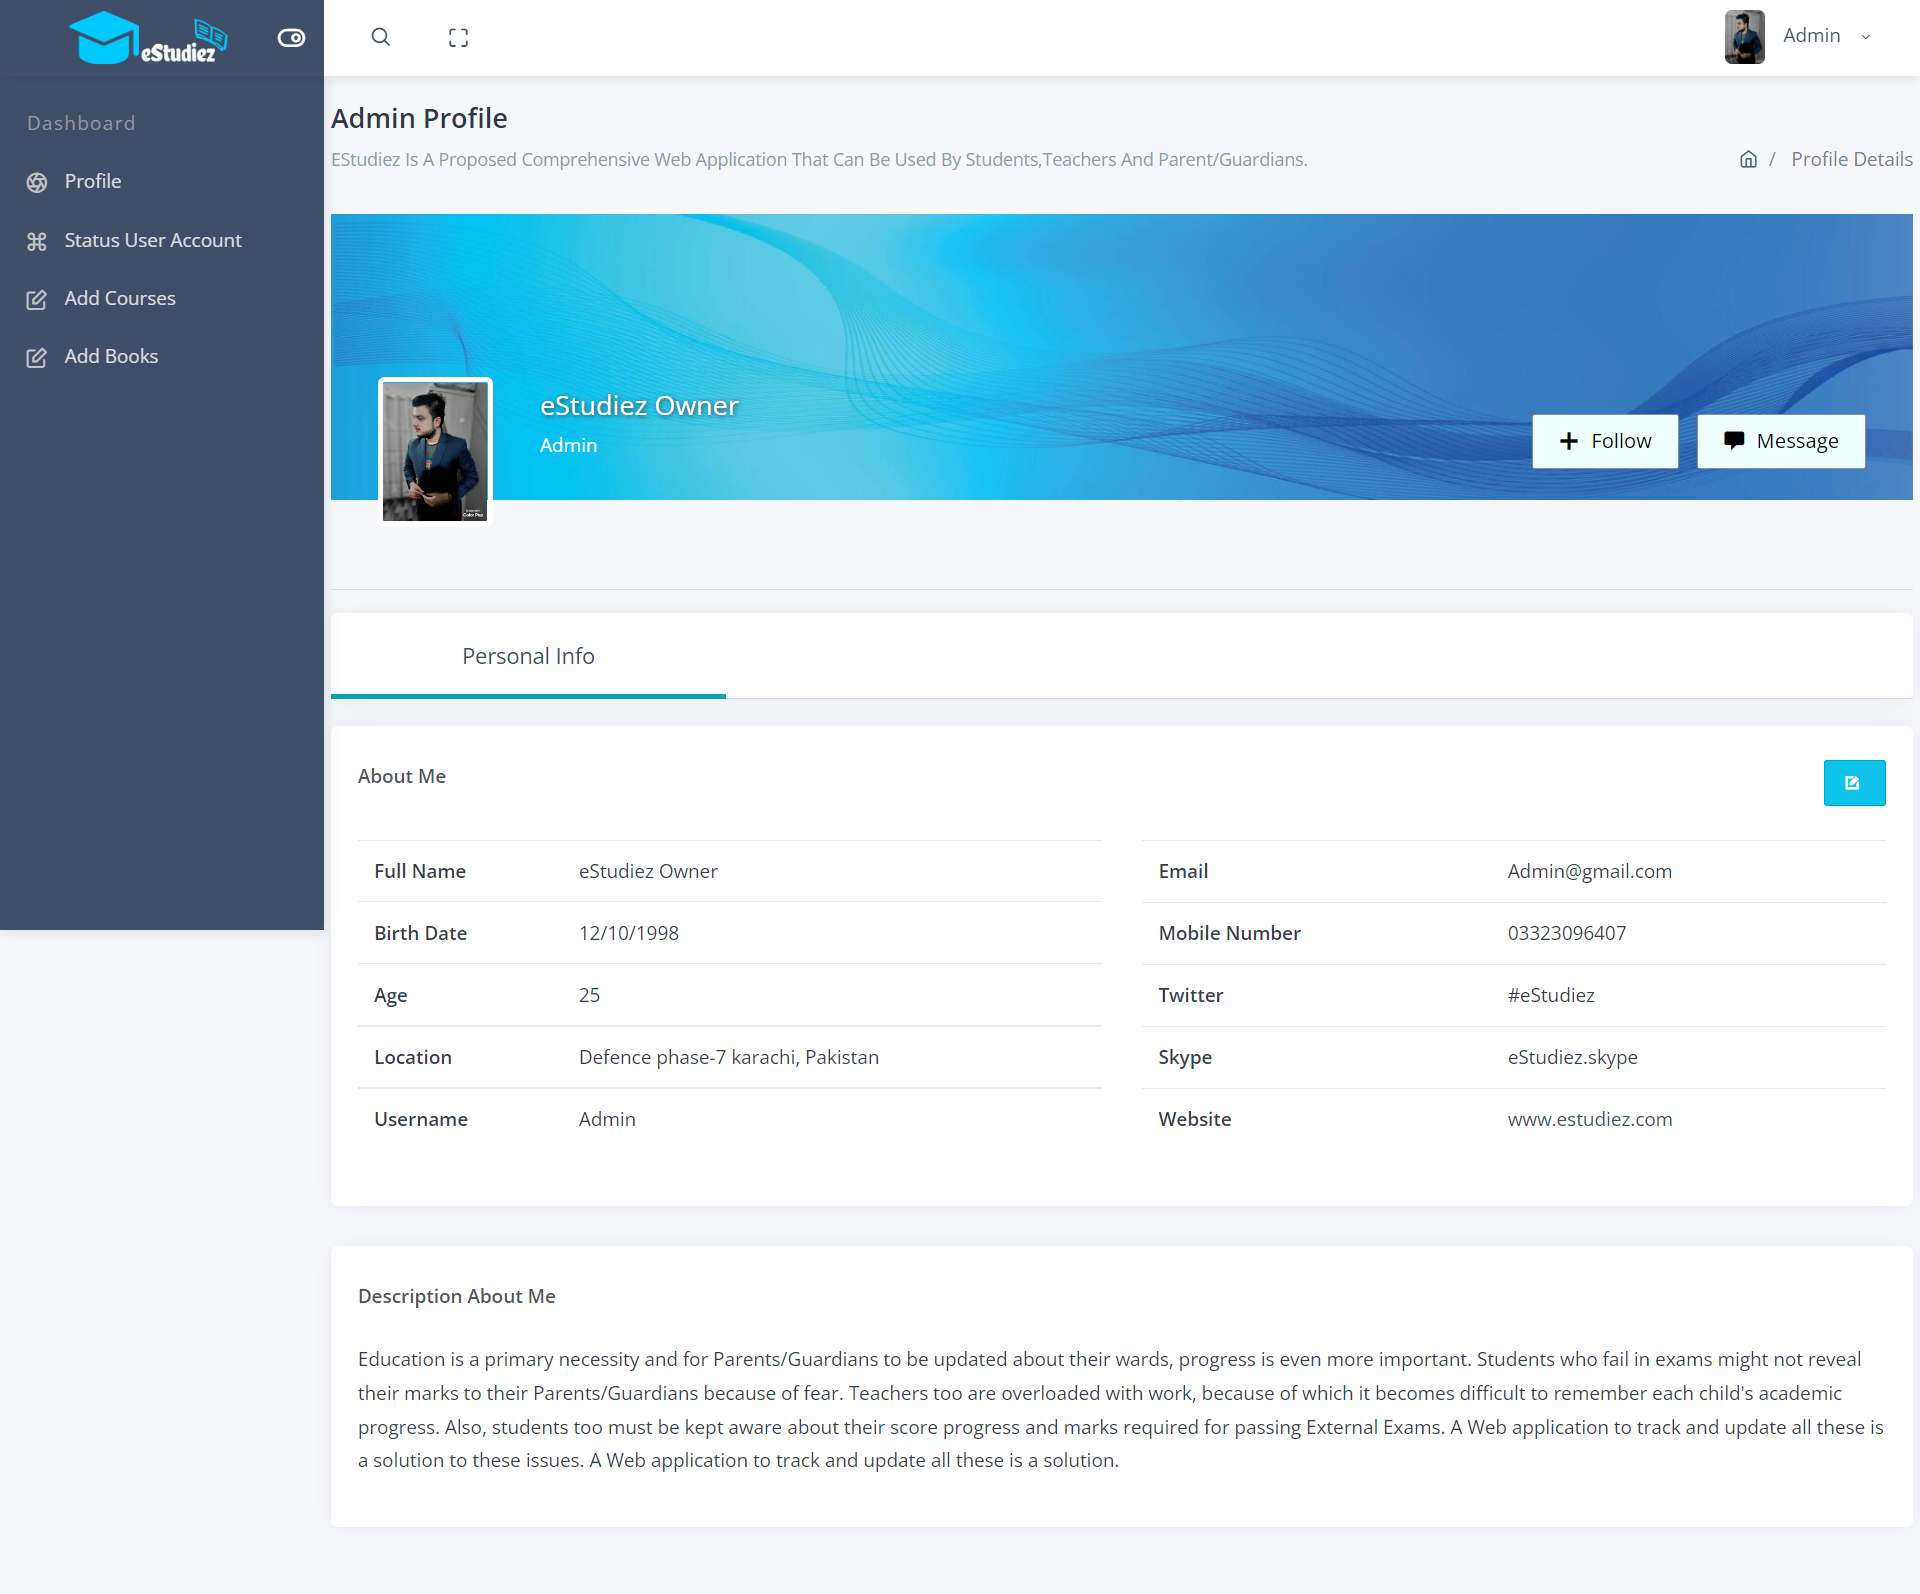 eStudiez
Admin
Dashboard
Profile
Status User Account
Add Courses
Add Books
Admin Profile
EStudiez Is A Proposed Comprehensive Web Application That Can Be Used By Students,Teachers And Parent/Guardians.
/ Profile Details
eStudiez Owner
Admin
Follow
Message
Color Pop
Personal Info
About Me
Full Name eStudiez Owner
Birth Date 12/10/1998
Age 25
Location Defence phase-7 karachi, Pakistan
Username Admin
Email Admin@gmail.com
Mobile Number 03323096407
Twitter #eStudiez
Skype eStudiez.skype
Website www.estudiez.com
Description About Me
Education is a primary necessity and for Parents/Guardians to be updated about their wards, progress is even more important. Students who fail in exams might not reveal
their marks to their Parents/Guardians because of fear. Teachers too are overloaded with work, because of which it becomes difficult to remember each child's academic
progress. Also, students too must be kept aware about their score progress and marks required for passing External Exams. A Web application to track and update all these is
a solution to these issues. A Web application to track and update all these is a solution.